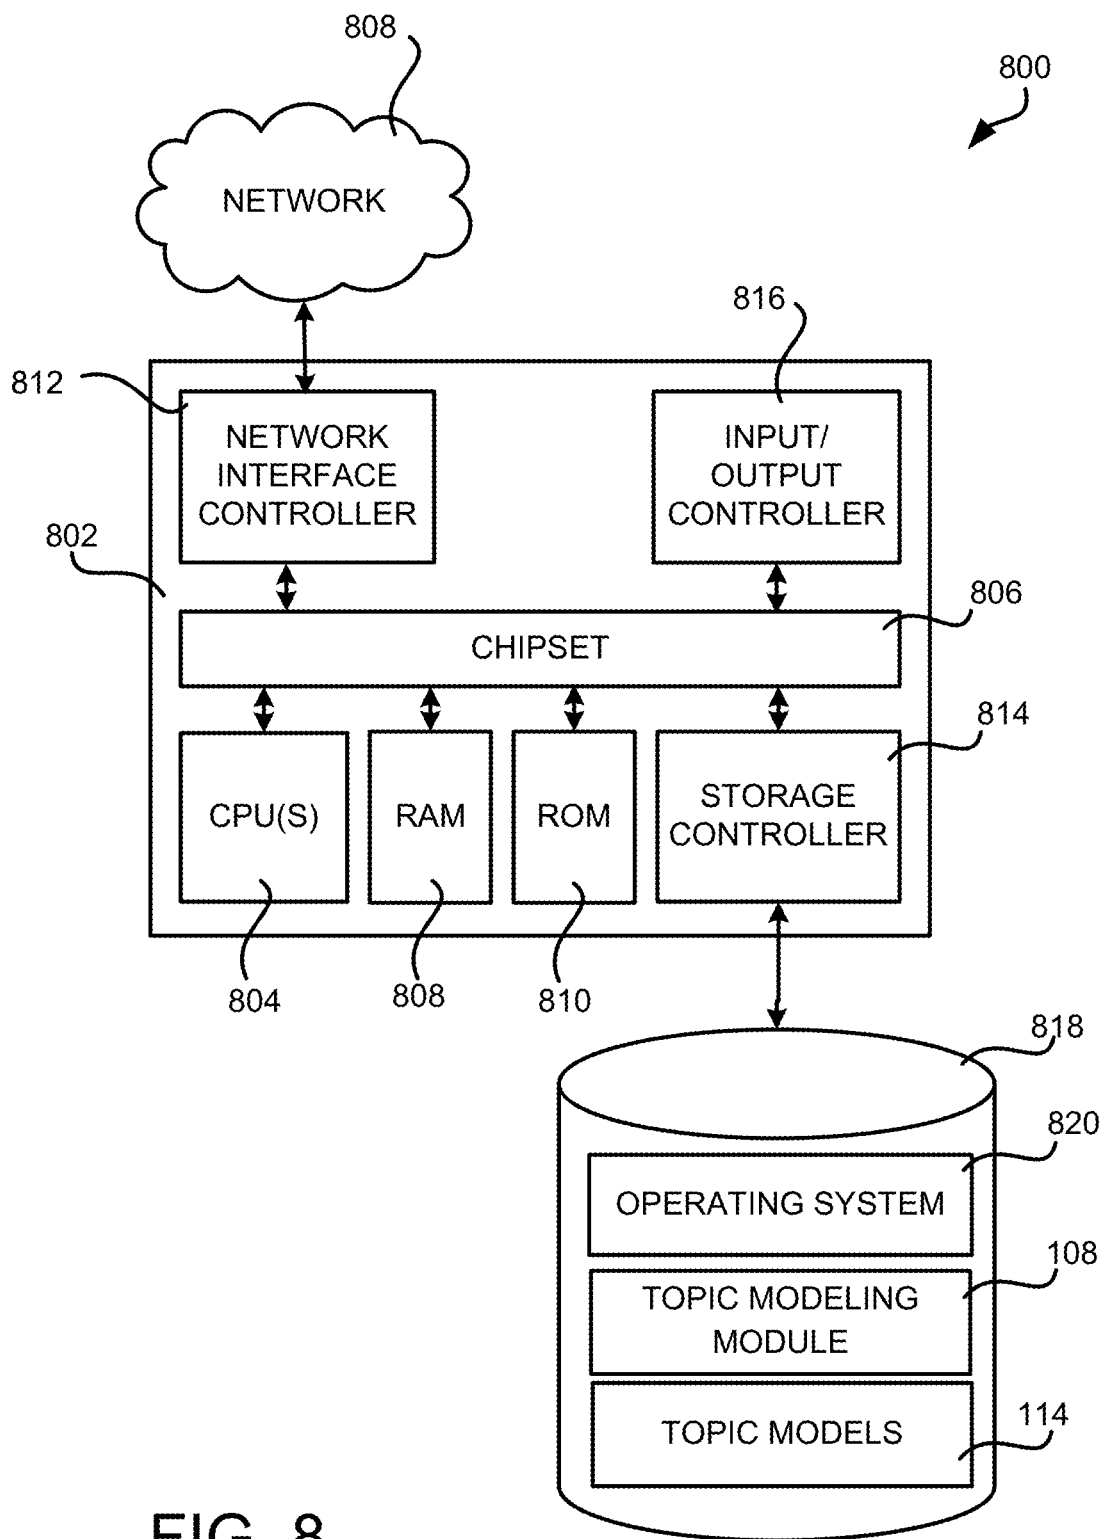 808
800
NETWORK
816
812
NETWORK
INTERFACE
CONTROLLER
INPUT/
OUTPUT
CONTROLLER
802
806
CHIPSET
814
CPU(S)
RAM
ROM
STORAGE
CONTROLLER
804
808
810
818
820
OPERATING SYSTEM
108
TOPIC MODELING
MODULE
114
TOPIC MODELS
FIG. 8